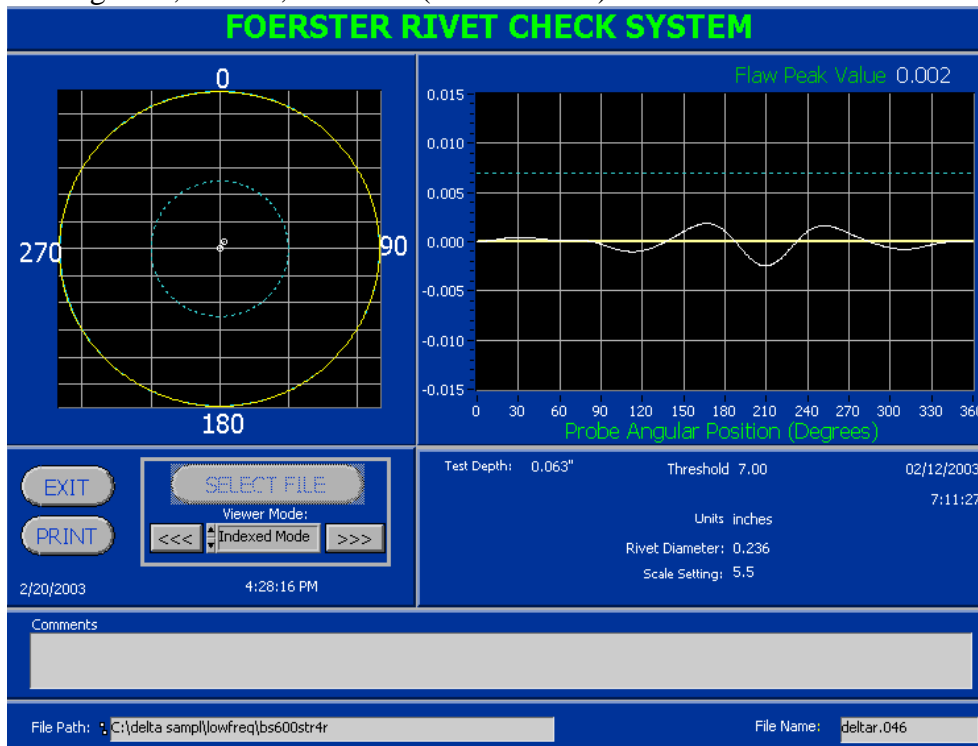 FOERSTER RIVET CHECK SYSTEM
0
270
90
180
Flaw Peak Value 0.002
0.015
0.010
0.005
0.000
-0.005
-0.010
-0.015
0 30 60 90 120 150 180 210 240 270 300 330 360
Probe Angular Position (Degrees)
EXIT
PRINT
SELECT FILE
Viewer Mode:
<<< Indexed Mode >>>
2/20/2003 4:28:16 PM
Test Depth: 0.063" Threshold 7.00 02/12/2003
7:11:27
Units inches
Rivet Diameter: 0.236
Scale Setting: 5.5
Comments
File Path: C:\delta sampl\lowfreq\bs600str4r File Name: deltar.046